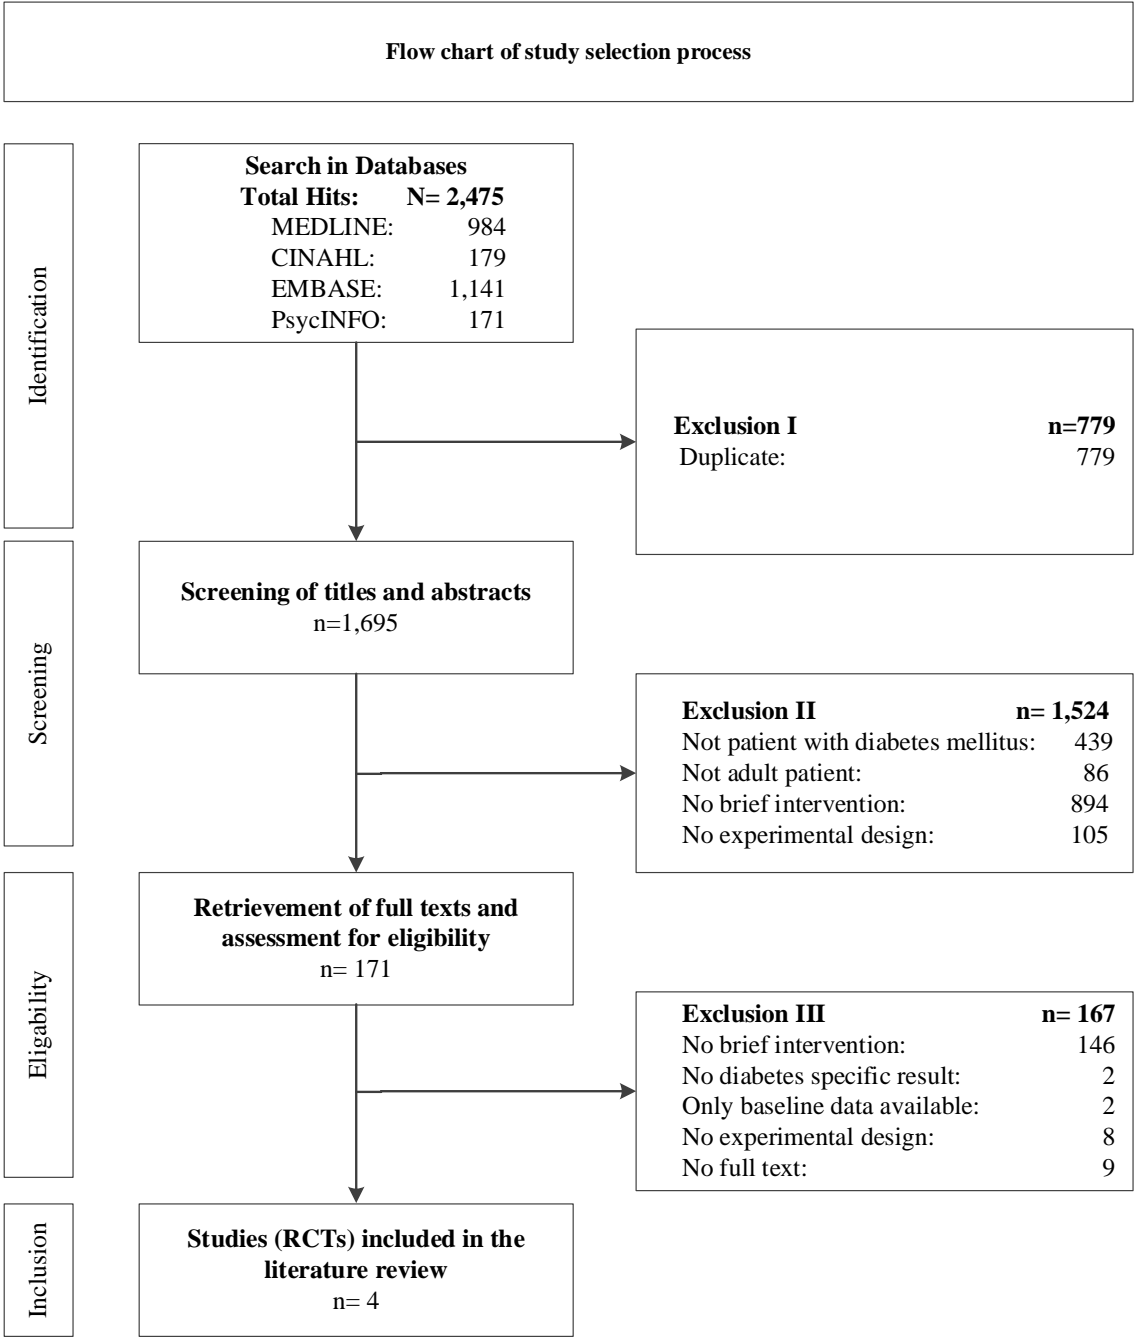 Flow chart of study selection process
Identification
Search in Databases
Total Hits: N= 2,475
MEDLINE: 984
CINAHL: 179
EMBASE: 1,141
PsycINFO: 171
Exclusion I n=779
Duplicate: 779
Screening
Screening of titles and abstracts
n=1,695
Exclusion II n= 1,524
Not patient with diabetes mellitus: 439
Not adult patient: 86
No brief intervention: 894
No experimental design: 105
Eligability
Retrievement of full texts and
assessment for eligibility
n= 171
Exclusion III n= 167
No brief intervention: 146
No diabetes specific result: 2
Only baseline data available: 2
No experimental design: 8
No full text: 9
Inclusion
Studies (RCTs) included in the
literature review
n= 4